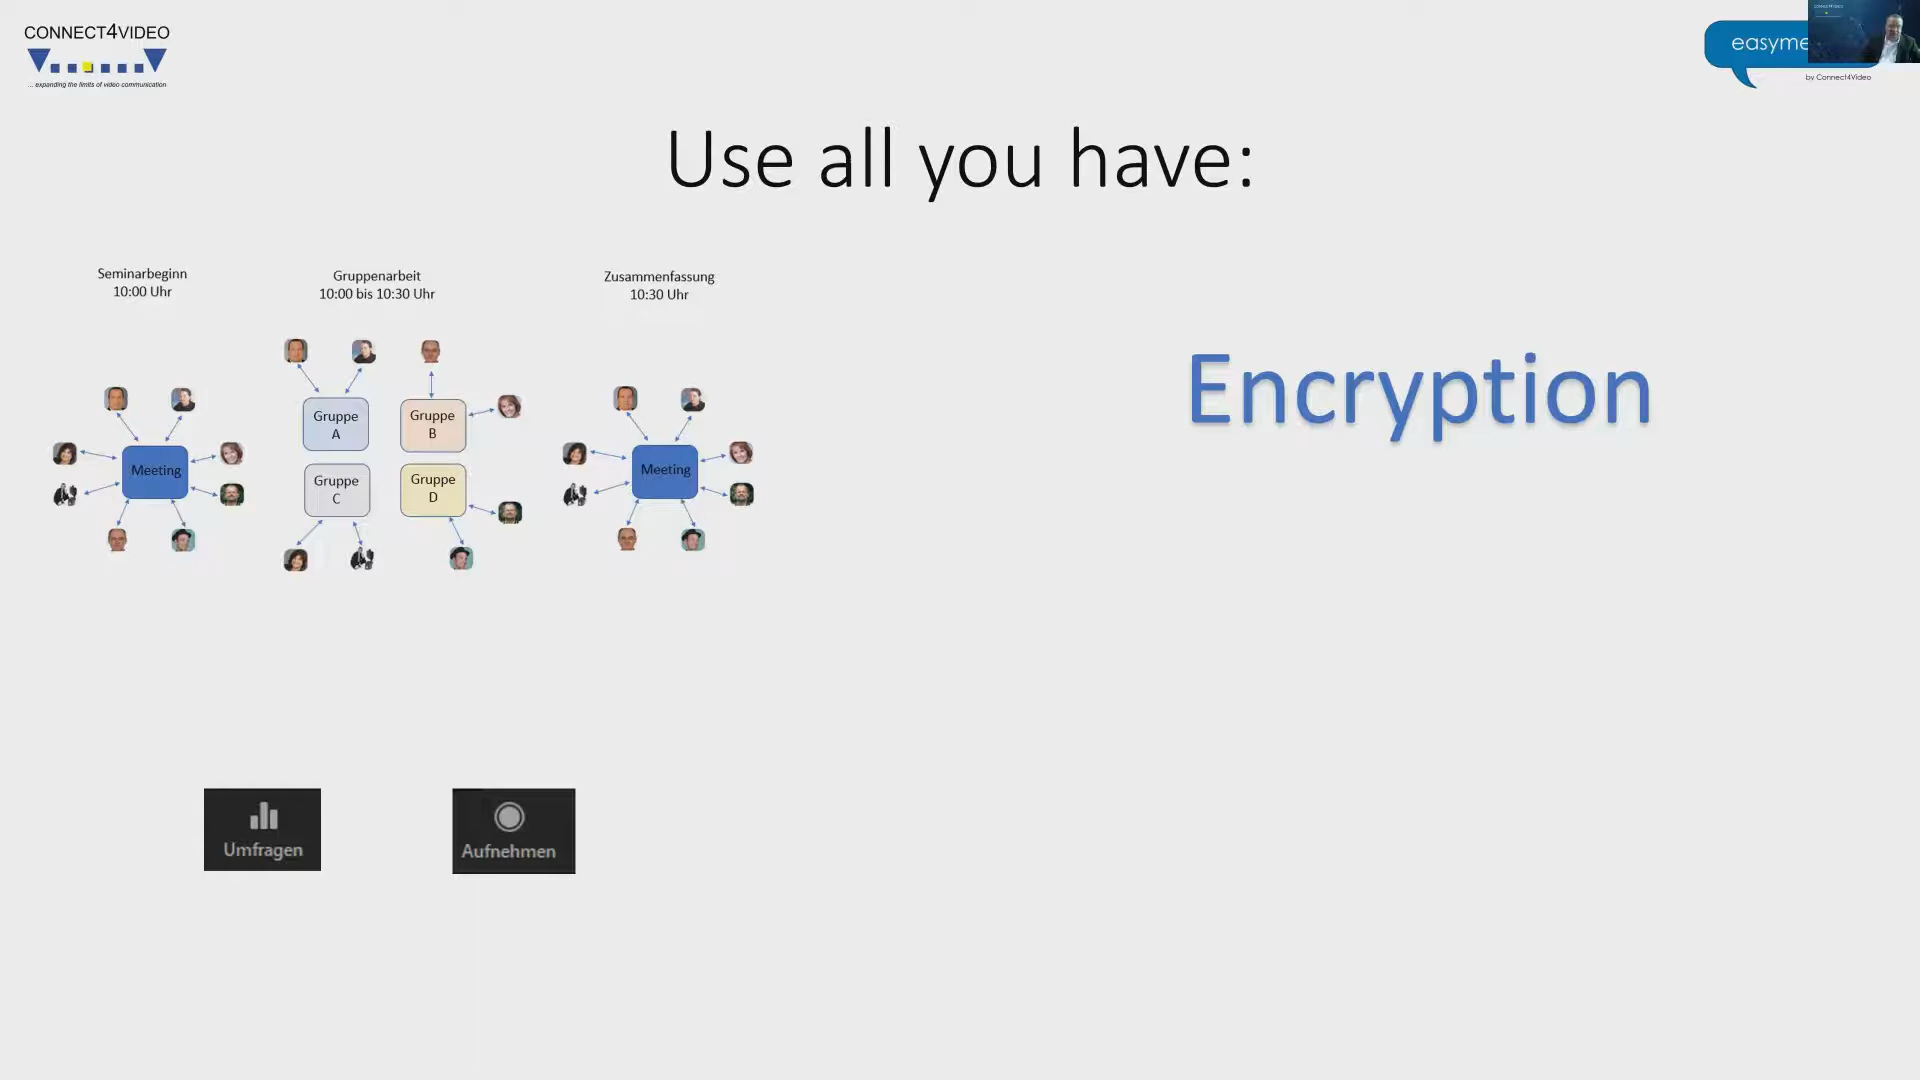 CONNECT4VIDEO
... expanding the limits of video communication
easyme
by Connect4Video
Use all you have:
Seminarbeginn
10:00 Uhr
Gruppenarbeit
10:00 bis 10:30 Uhr
Zusammenfassung
10:30 Uhr
Meeting
Gruppe
A
Gruppe
B
Gruppe
C
Gruppe
D
Meeting
Encryption
Umfragen
Aufnehmen